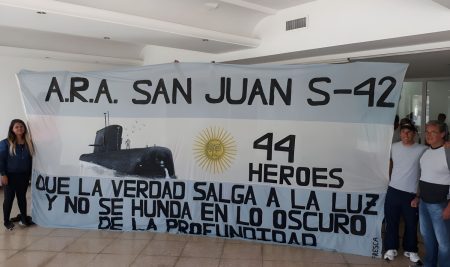 A.R.A. SAN JUAN S-42
44
HEROES
QUE LA VERDAD SALGA A LA LUZ
Y NO SE HUNDA EN LO OSCURO
DE LA PROFUNDIDAD
FRESCA